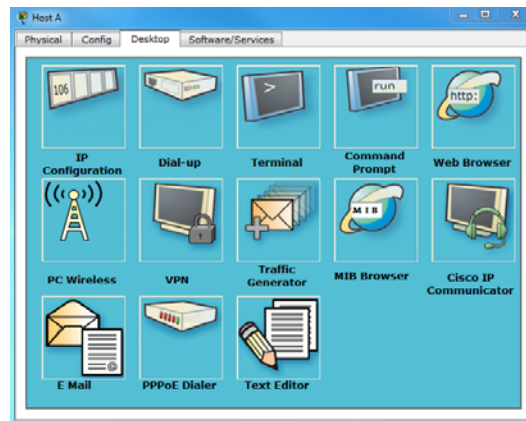 Host A
Physical Config Desktop Software/Services
106
>
run
http:
IP Configuration
Dial-up
Terminal
Command Prompt
Web Browser
MIB
PC Wireless
VPN
Traffic Generator
MIB Browser
Cisco IP Communicator
E Mail
PPPoE Dialer
Text Editor